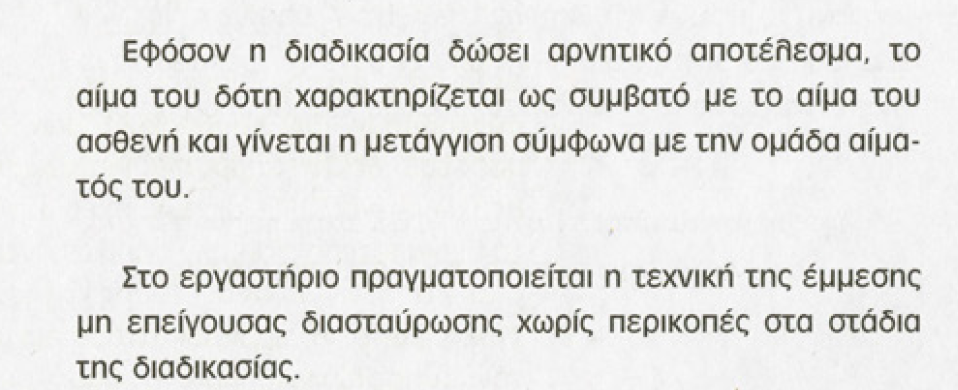 Εφόσον η διαδικασία δώσει αρνητικό αποτέλεσμα, το
αίμα του δότη χαρακτηρίζεται ως συμβατό με το αίμα του
ασθενή και γίνεται η μετάγγιση σύμφωνα με την ομάδα αίμα-
τός του.
Στο εργαστήριο πραγματοποιείται η τεχνική της έμμεσης
μη επείγουσας διασταύρωσης χωρίς περικοπές στα στάδια
της διαδικασίας.